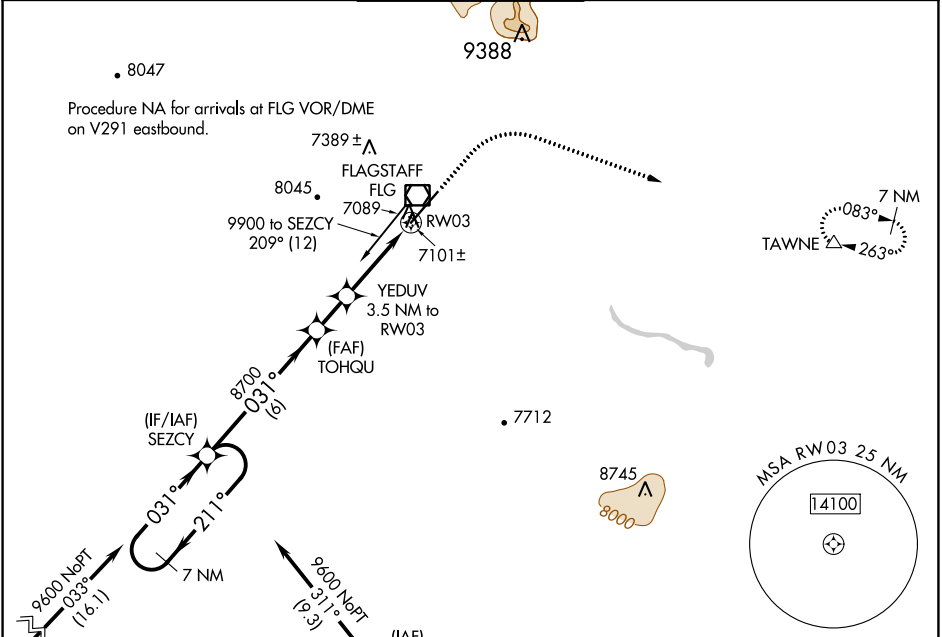 9388
8047
Procedure NA for arrivals at FLG VOR/DME
on V291 eastbound.
7389 ±
FLAGSTAFF
FLG
8045
7089
RW03
9900 to SEZCY
209° (12)
7101±
7 NM
083°
TAWNE
263°
YEDUV
3.5 NM to
RW03
(FAF)
TOHQU
8700
031°
(6)
(IF/IAF)
SEZCY
7712
031°
211°
7 NM
8745
8000
MSA RW03 25 NM
14100
9600 NoPT
033°
(16.1)
9600 NoPT
311°
(9.3)
(IAF)